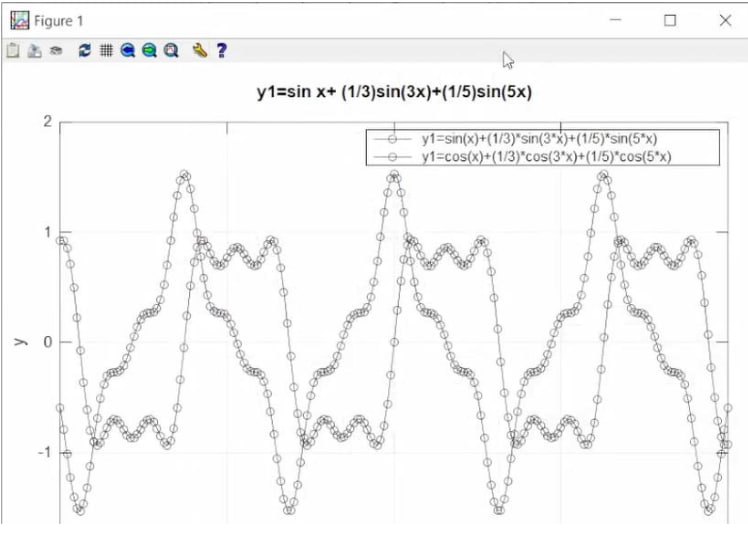 Figure 1
y1=sin x+ (1/3)sin(3x)+(1/5)sin(5x)
2
y1=sin(x)+(1/3)*sin(3*x)+(1/5)*sin(5*x)
y1=cos(x)+(1/3)*cos(3*x)+(1/5)*cos(5*x)
1
0
y
-1